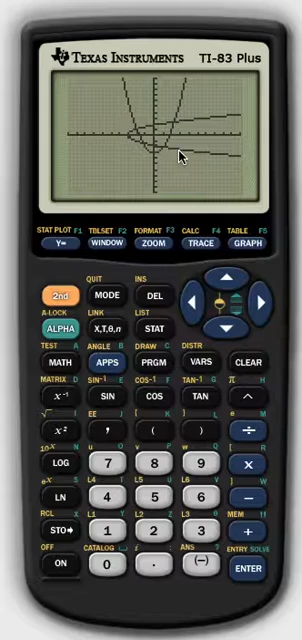 TEXAS INSTRUMENTS TI-83 Plus
STAT PLOT F1 TBLSET F2 FORMAT F3 CALC F4 TABLE F5
Y= WINDOW ZOOM TRACE GRAPH
QUIT INS
2nd MODE DEL
A-LOCK LINK LIST
ALPHA X,T,θ,n STAT
TEST A ANGLE B DRAW C DISTR
MATH APPS PRGM VARS CLEAR
MATRIX D SIN⁻¹ E COS⁻¹ F TAN⁻¹ G π H
x⁻¹ SIN COS TAN ^
√ I EE J { K } L e M
x² , ( ) ÷
10ˣ N u O v P w Q [ R
LOG 7 8 9 ×
eˣ S L4 T L5 U L6 V ] W
LN 4 5 6 −
RCL X L1 Y L2 Z L3 θ MEM "
STO➔ 1 2 3 +
OFF CATALOG ⎵ i : ANS ? ENTRY SOLVE
ON 0 . (−) ENTER